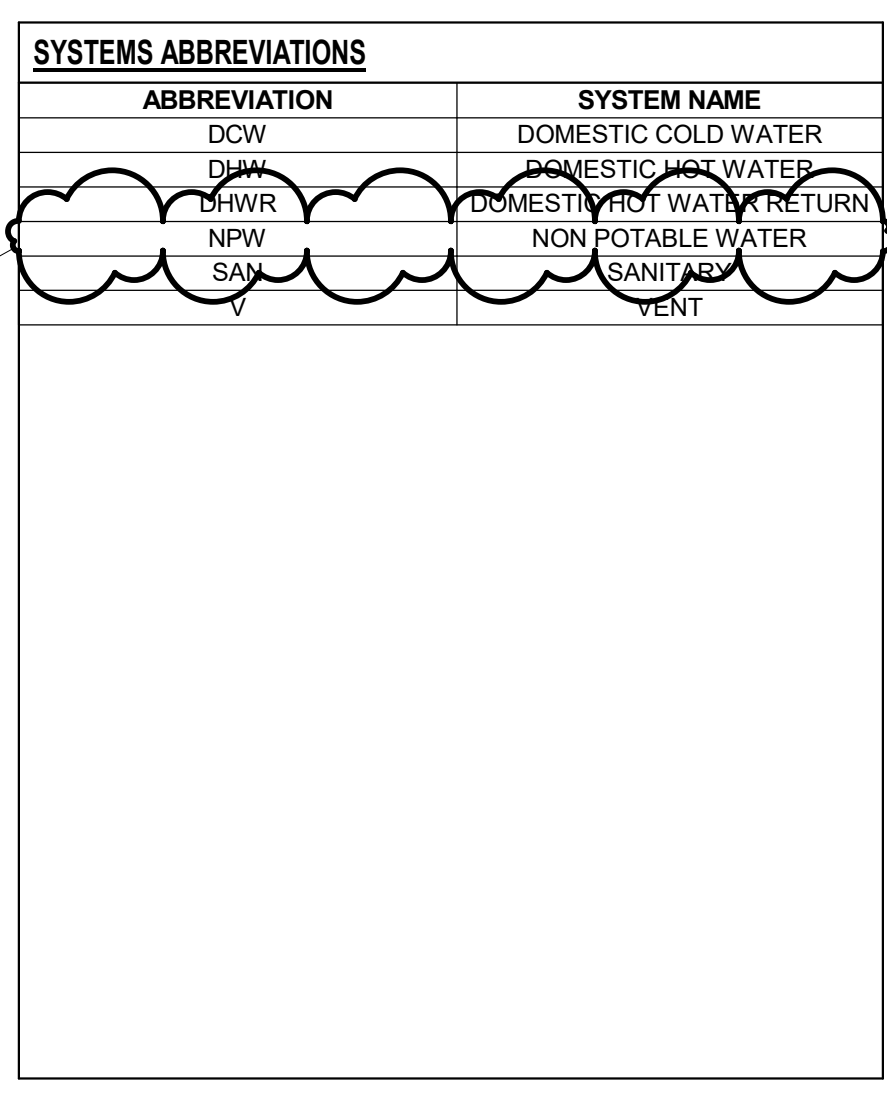 SYSTEMS ABBREVIATIONS
ABBREVIATION SYSTEM NAME
DCW DOMESTIC COLD WATER
DHW DOMESTIC HOT WATER
DHWR DOMESTIC HOT WATER RETURN
NPW NON POTABLE WATER
SAN SANITARY
V VENT